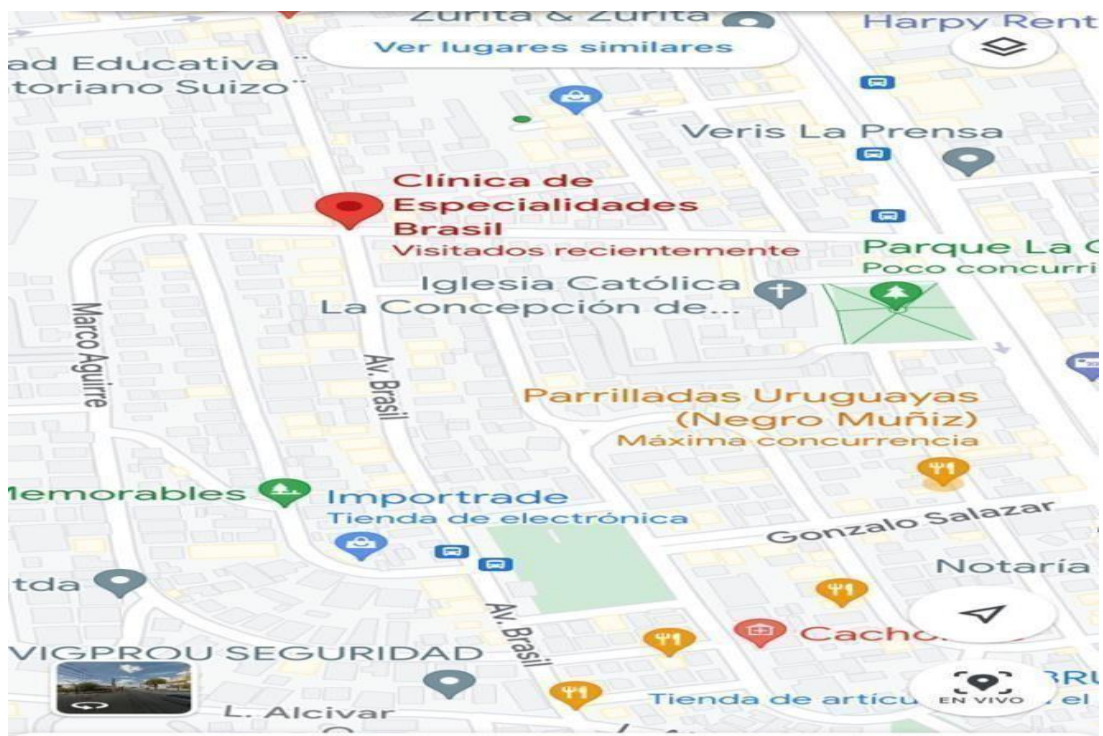 Zurita & Zurita
Harpy Rent
Ver lugares similares
ad Educativa "
toriano Suizo"
Veris La Prensa
Clínica de
Especialidades
Brasil
Visitados recientemente
Parque La C
Poco concurri
Iglesia Católica
La Concepción de...
Marco Aguirre
Av. Brasil
Parrilladas Uruguayas
(Negro Muñiz)
Máxima concurrencia
Memorables
Importrade
Tienda de electrónica
Gonzalo Salazar
Notaría
tda
Av. Brasil
Cacho
VIGPROU SEGURIDAD
BRU
Tienda de artícu
EN VIVO
el
L. Alcivar